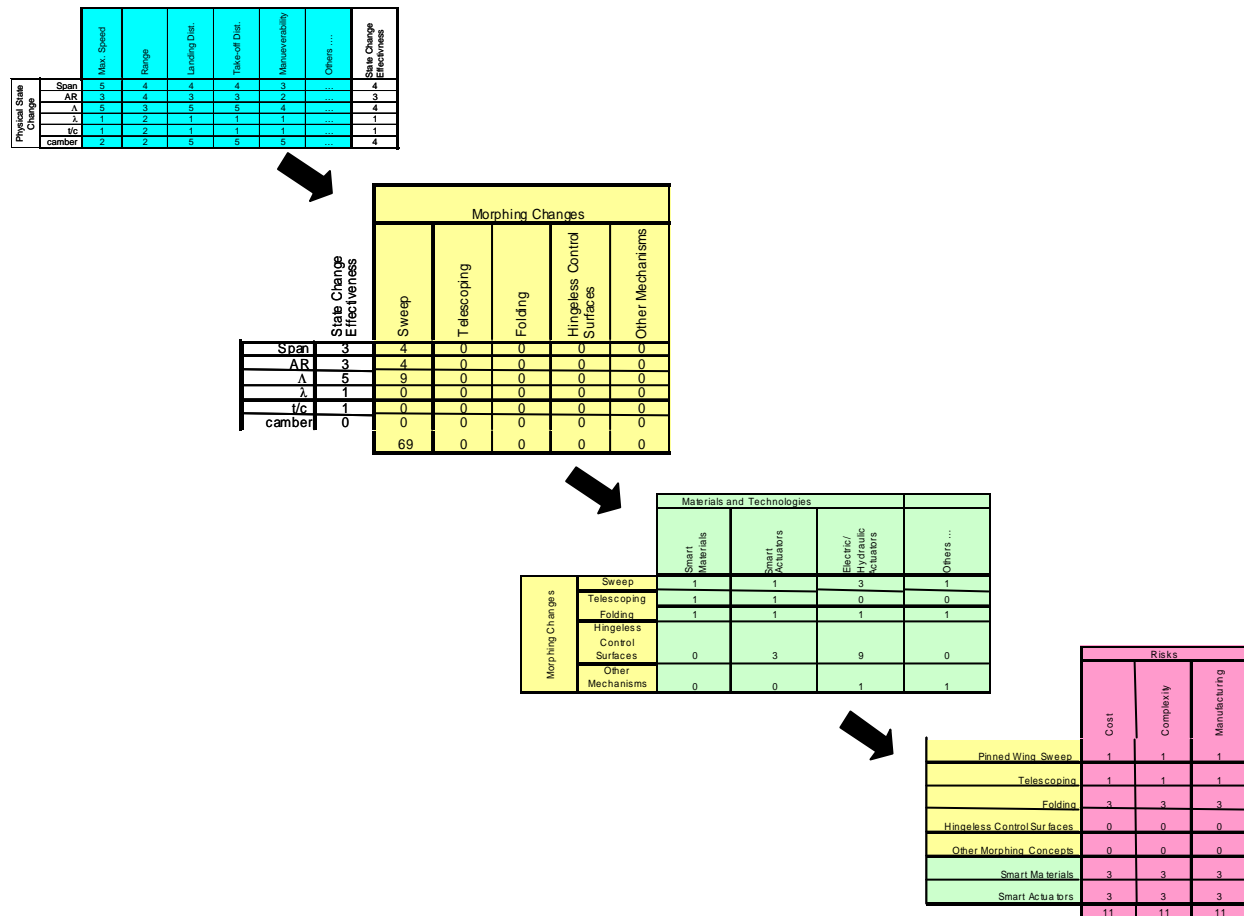 Max. Speed Range Landing Dist. Take-off Dist. Manueverability Others .... State Change Effectivness
Physical State Change
Span 5 4 4 4 3 ... 4
AR 3 4 3 3 2 ... 3
Λ 5 3 5 5 4 ... 4
λ 1 2 1 1 1 ... 1
t/c 1 2 1 1 1 ... 1
camber 2 2 5 5 5 ... 4
Morphing Changes
State Change Effectiveness Sweep Telescoping Folding Hingeless Control Surfaces Other Mechanisms
Span 3 4 0 0 0 0
AR 3 4 0 0 0 0
Λ 5 9 0 0 0 0
λ 1 0 0 0 0 0
t/c 1 0 0 0 0 0
camber 0 0 0 0 0 0
69 0 0 0 0
Materials and Technologies
Smart Materials Smart Actuators Electric/ Hydraulic Actuators Others ...
Morphing Changes
Sweep 1 1 3 1
Telescoping 1 1 0 0
Folding 1 1 1 1
Hingeless
Control
Surfaces 0 3 9 0
Other
Mechanisms 0 0 1 1
Risks
Cost Complexity Manufacturing
Pinned Wing Sweep 1 1 1
Telescoping 1 1 1
Folding 3 3 3
Hingeless Control Surfaces 0 0 0
Other Morphing Concepts 0 0 0
Smart Materials 3 3 3
Smart Actuators 3 3 3
11 11 11